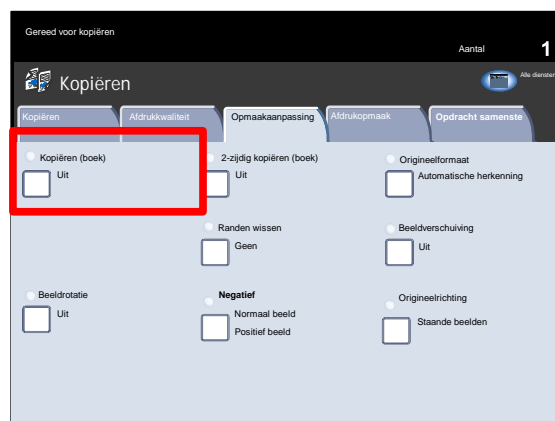 Gereed voor kopiëren
Aantal 1
Kopiëren
Alle diensten
Kopiëren Afdrukkwaliteit Opmaakaanpassing Afdrukopmaak Opdracht samenste
Kopiëren (boek)
Uit
2-zijdig kopiëren (boek)
Uit
Origineelformaat
Automatische herkenning
Randen wissen
Geen
Beeldverschuiving
Uit
Beeldrotatie
Uit
Negatief
Normaal beeld
Positief beeld
Origineelrichting
Staande beelden